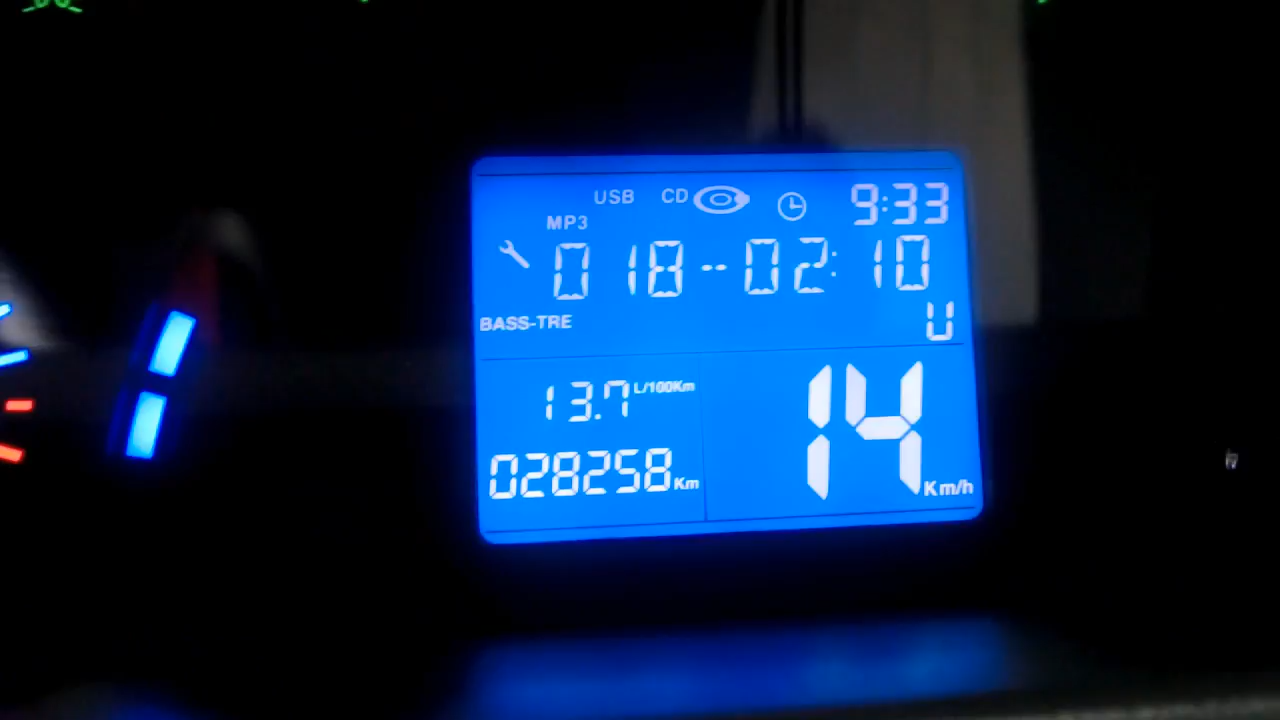 USB CD 9:33
MP3
018--02:10
BASS-TRE U
13.7 L/100Km
028258 Km
14 Km/h